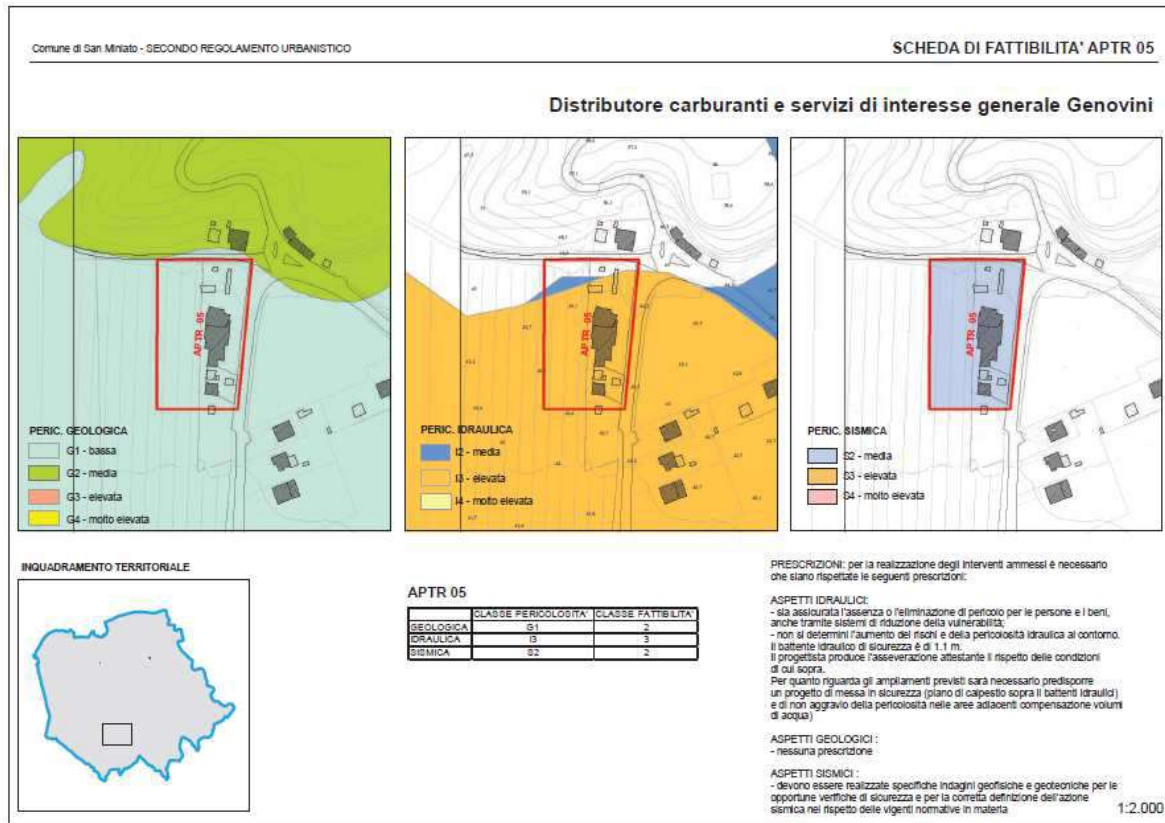 Comune di San Miniato - SECONDO REGOLAMENTO URBANISTICO
SCHEDA DI FATTIBILITA' APTR 05
Distributore carburanti e servizi di interesse generale Genovini
APTR 05
PERIC. GEOLOGICA
G1 - bassa
G2 - media
G3 - elevata
G4 - molto elevata
APTR 05
PERIC. IDRAULICA
I2 - media
I3 - elevata
I4 - molto elevata
APTR 05
PERIC. SISMICA
S2 - media
S3 - elevata
S4 - molto elevata
INQUADRAMENTO TERRITORIALE
APTR 05
CLASSE PERICOLOSITA' CLASSE FATTIBILITA'
GEOLOGICA G1 2
IDRAULICA I3 3
SISMICA S2 2
PRESCRIZIONI: per la realizzazione degli interventi ammessi è necessario
che siano rispettate le seguenti prescrizioni:
ASPETTI IDRAULICI:
- sia assicurata l'assenza o l'eliminazione di pericolo per le persone e i beni,
anche tramite sistemi di riduzione della vulnerabilità;
- non si determini l'aumento dei rischi e della pericolosità idraulica al contorno.
Il battente idraulico di sicurezza è di 1.1 m.
Il progettista produce l'asseverazione attestante il rispetto delle condizioni
di cui sopra.
Per quanto riguarda gli ampliamenti previsti sarà necessario predisporre
un progetto di messa in sicurezza (piano di calpestio sopra il battenti idraulici)
e di non aggravio della pericolosità nelle aree adiacenti compensazione volumi
di acqua)
ASPETTI GEOLOGICI :
- nessuna prescrizione
ASPETTI SISMICI :
- devono essere realizzate specifiche indagini geofisiche e geotecniche per le
opportune verifiche di sicurezza e per la corretta definizione dell'azione
sismica nel rispetto delle vigenti normative in materia
1:2.000